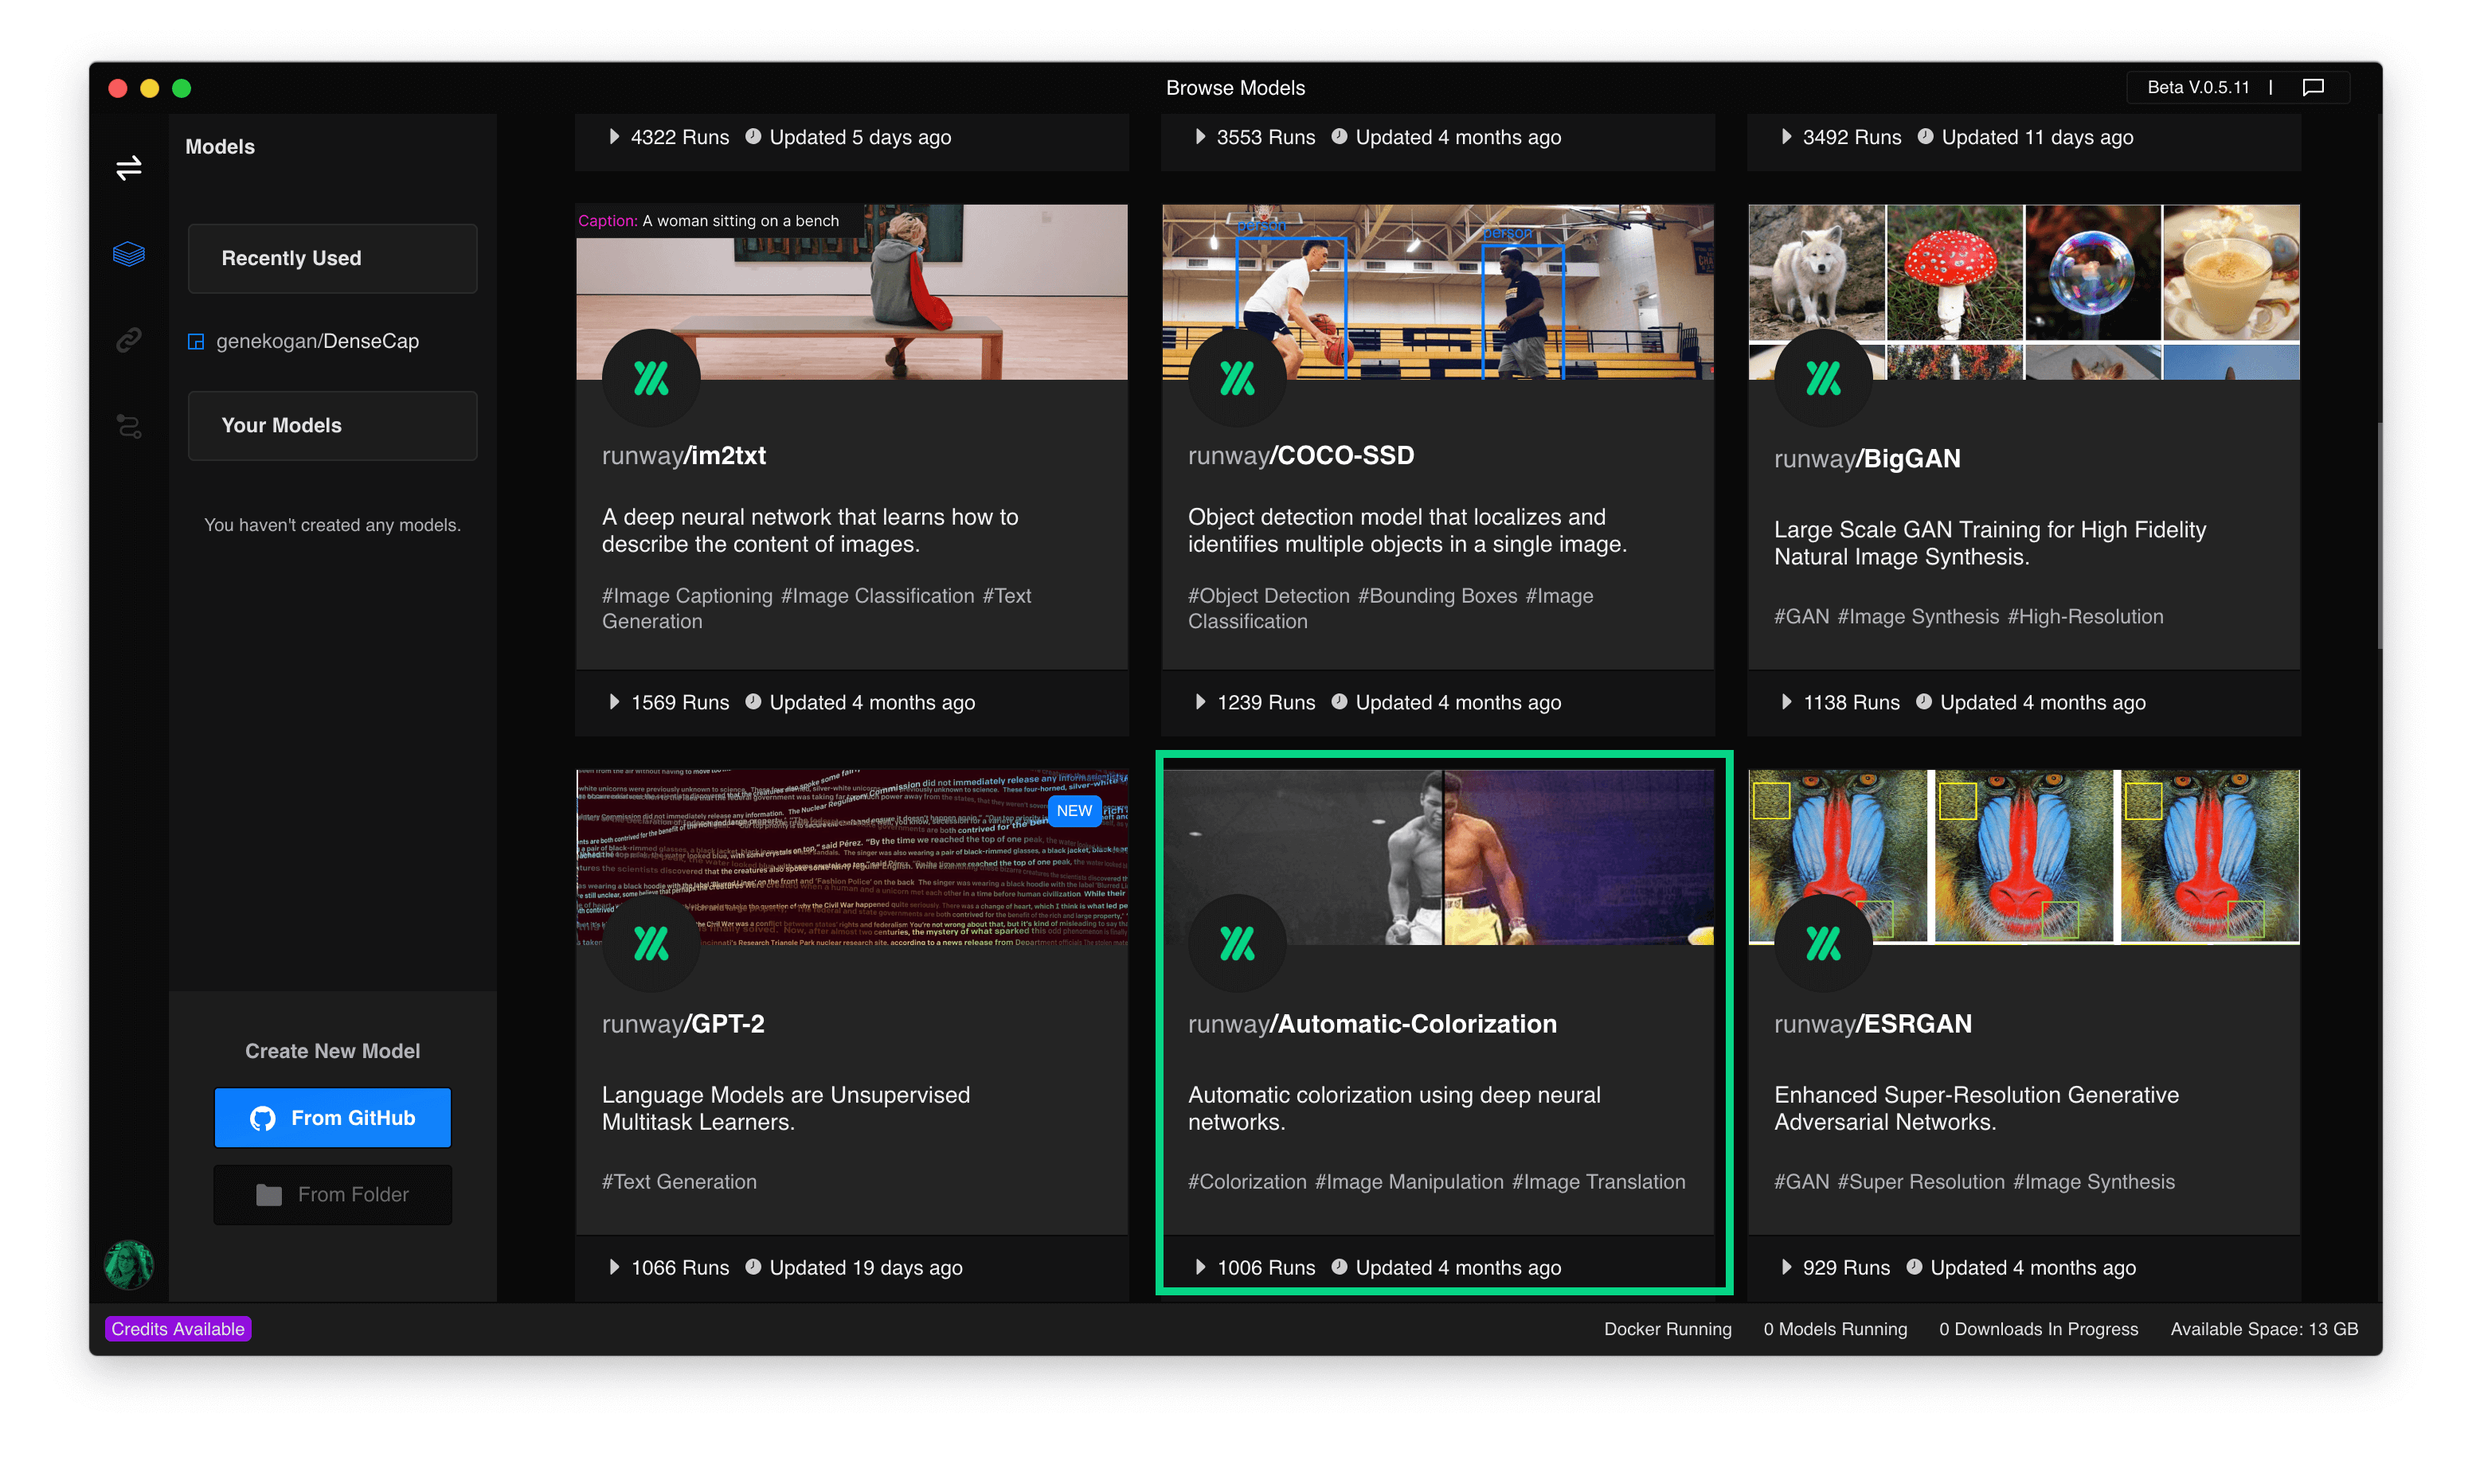 Browse Models
Beta V.0.5.11 |
Models
Recently Used
genekogan/DenseCap
Your Models
You haven't created any models.
Create New Model
From GitHub
From Folder
4322 Runs Updated 5 days ago
3553 Runs Updated 4 months ago
3492 Runs Updated 11 days ago
Caption: A woman sitting on a bench
runway/im2txt
A deep neural network that learns how to
describe the content of images.
#Image Captioning #Image Classification #Text
Generation
1569 Runs Updated 4 months ago
person
person
runway/COCO-SSD
Object detection model that localizes and
identifies multiple objects in a single image.
#Object Detection #Bounding Boxes #Image
Classification
1239 Runs Updated 4 months ago
runway/BigGAN
Large Scale GAN Training for High Fidelity
Natural Image Synthesis.
#GAN #Image Synthesis #High-Resolution
1138 Runs Updated 4 months ago
NEW
runway/GPT-2
Language Models are Unsupervised
Multitask Learners.
#Text Generation
1066 Runs Updated 19 days ago
runway/Automatic-Colorization
Automatic colorization using deep neural
networks.
#Colorization #Image Manipulation #Image Translation
1006 Runs Updated 4 months ago
runway/ESRGAN
Enhanced Super-Resolution Generative
Adversarial Networks.
#GAN #Super Resolution #Image Synthesis
929 Runs Updated 4 months ago
Credits Available
Docker Running
0 Models Running
0 Downloads In Progress
Available Space: 13 GB